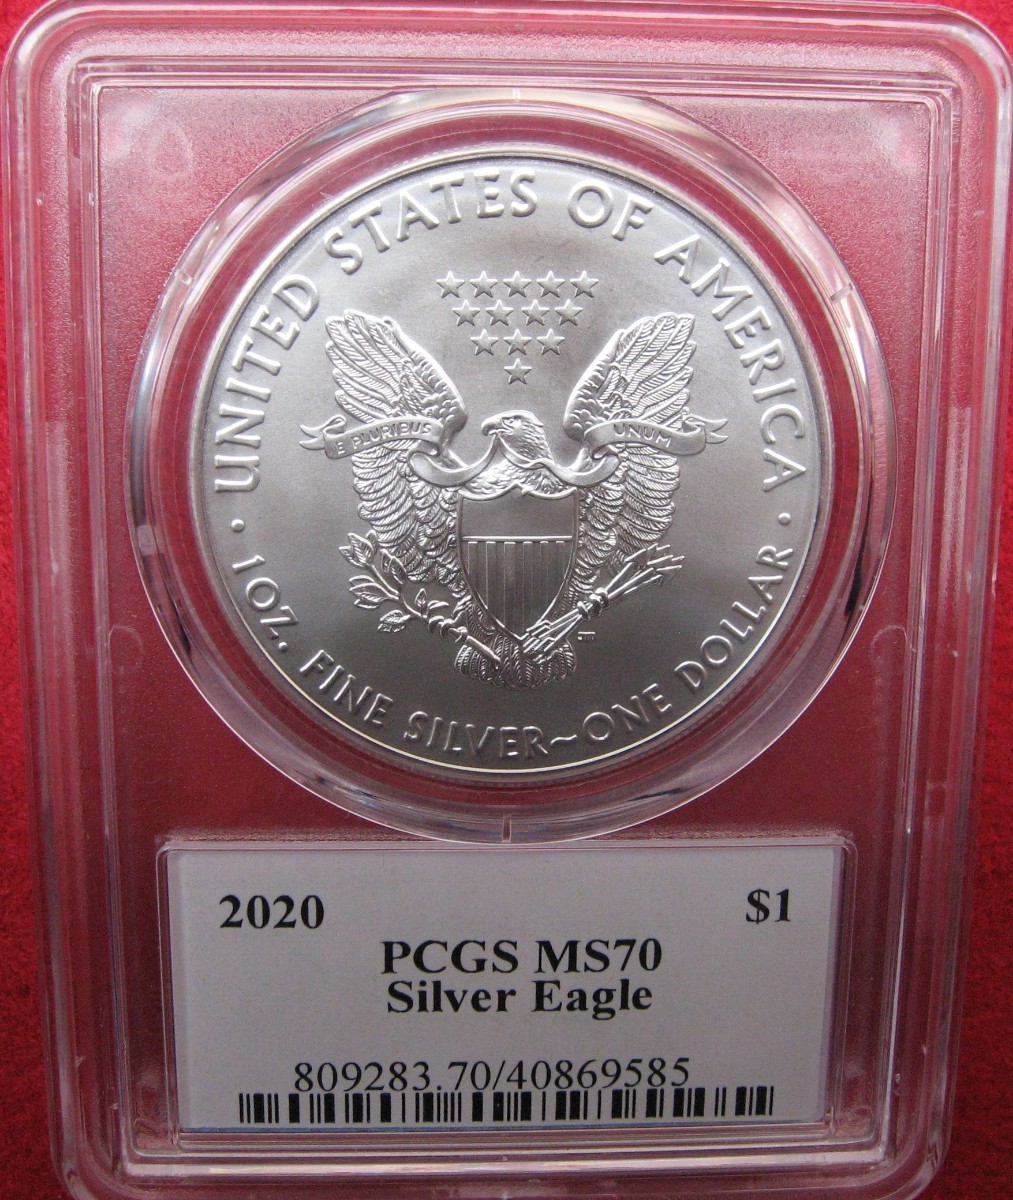 · UNITED STATES OF AMERICA ·
E PLURIBUS UNUM
1 OZ. FINE SILVER~ONE DOLLAR
2020 $1
PCGS MS70
Silver Eagle
809283.70/40869585